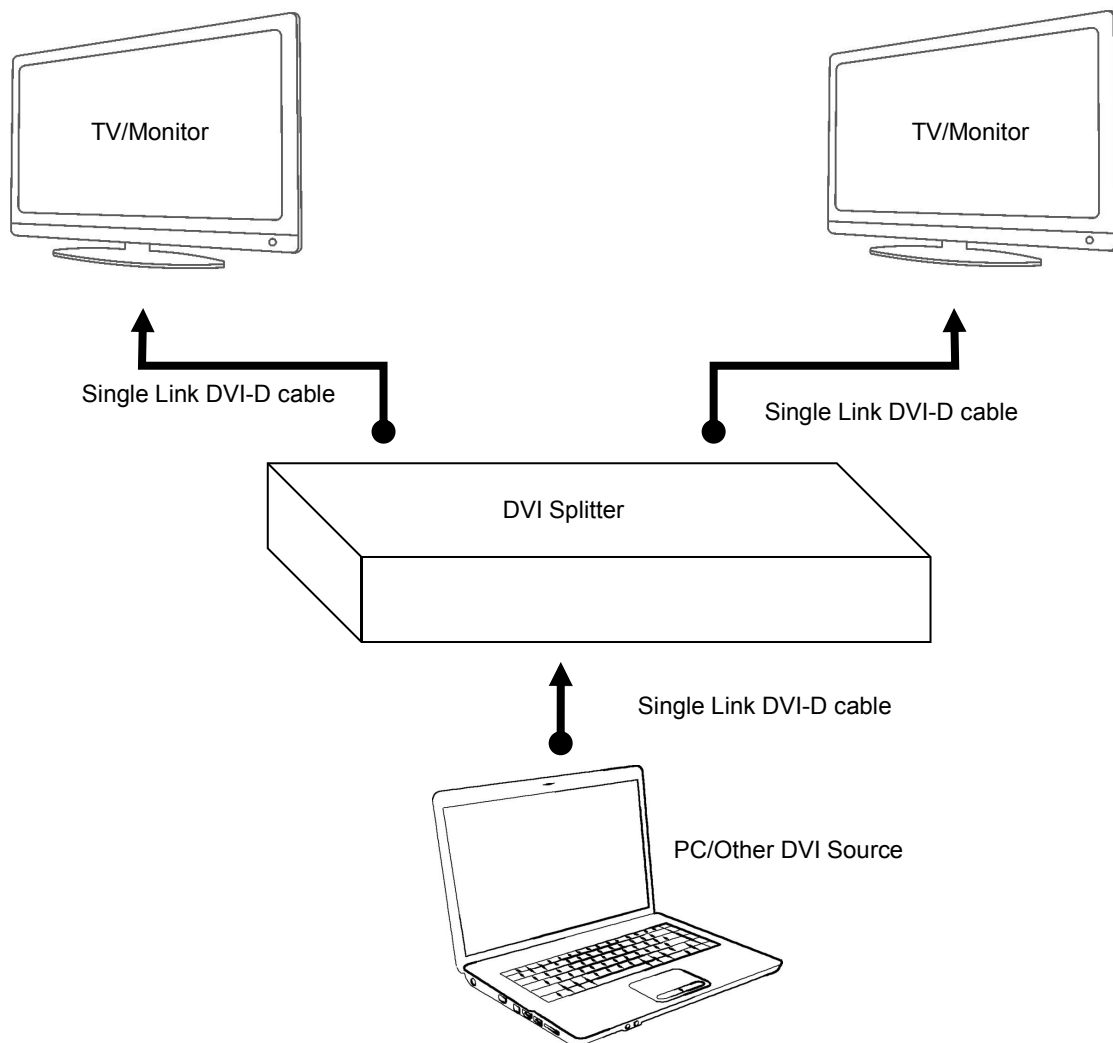 TV/Monitor
TV/Monitor
Single Link DVI-D cable
Single Link DVI-D cable
DVI Splitter
Single Link DVI-D cable
PC/Other DVI Source